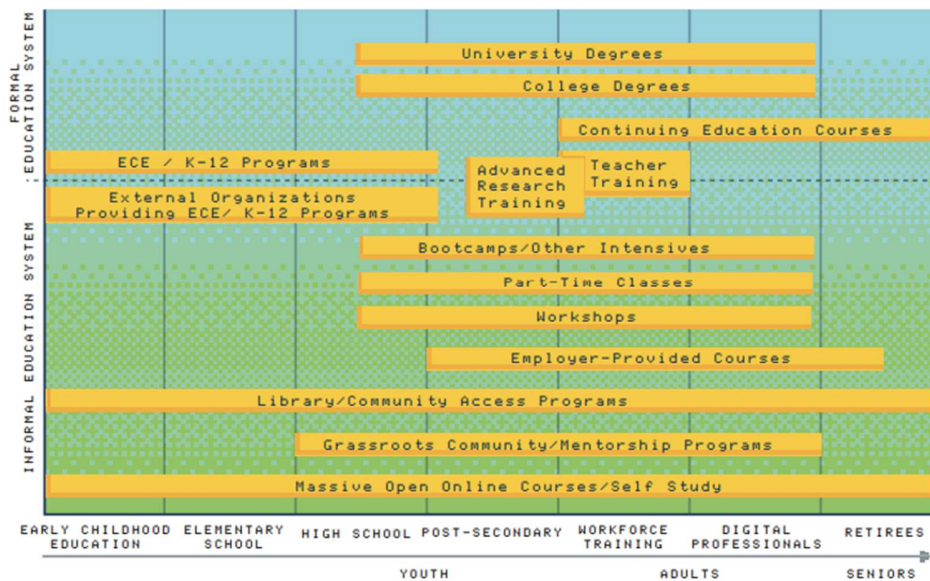 FORMAL
EDUCATION SYSTEM
INFORMAL EDUCATION SYSTEM
University Degrees
College Degrees
Continuing Education Courses
ECE / K-12 Programs
Advanced
Research
Training
Teacher
Training
External Organizations
Providing ECE/ K-12 Programs
Bootcamps/Other Intensives
Part-Time Classes
Workshops
Employer-Provided Courses
Library/Community Access Programs
Grassroots Community/Mentorship Programs
Massive Open Online Courses/Self Study
EARLY CHILDHOOD
EDUCATION
ELEMENTARY
SCHOOL
HIGH SCHOOL
POST-SECONDARY
WORKFORCE
TRAINING
DIGITAL
PROFESSIONALS
RETIREES
YOUTH
ADULTS
SENIORS